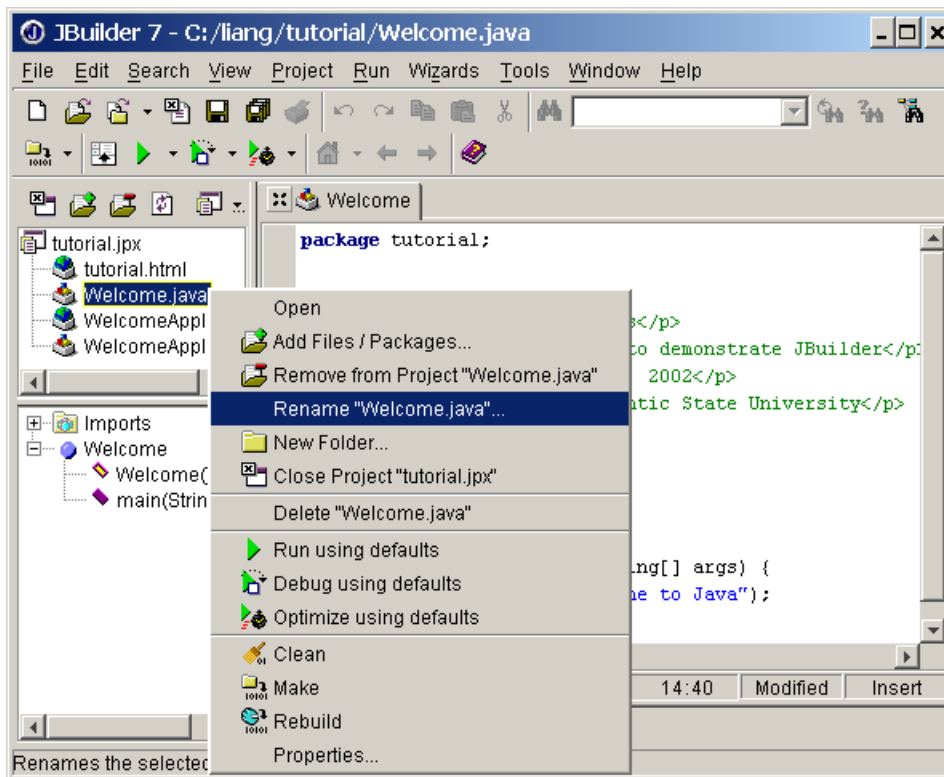 JBuilder 7 - C:/liang/tutorial/Welcome.java
File Edit Search View Project Run Wizards Tools Window Help
Welcome
tutorial.jpx
tutorial.html
Welcome.java
WelcomeAppl
WelcomeAppl
package tutorial;
s</p>
to demonstrate JBuilder</p>
2002</p>
ntic State University</p>
ing[] args) {
ne to Java");
Imports
Welcome
Welcome(
main(Strin
Open
Add Files / Packages...
Remove from Project "Welcome.java"
Rename "Welcome.java"...
New Folder...
Close Project "tutorial.jpx"
Delete "Welcome.java"
Run using defaults
Debug using defaults
Optimize using defaults
Clean
Make
Rebuild
Properties...
14:40 Modified Insert
Renames the selected